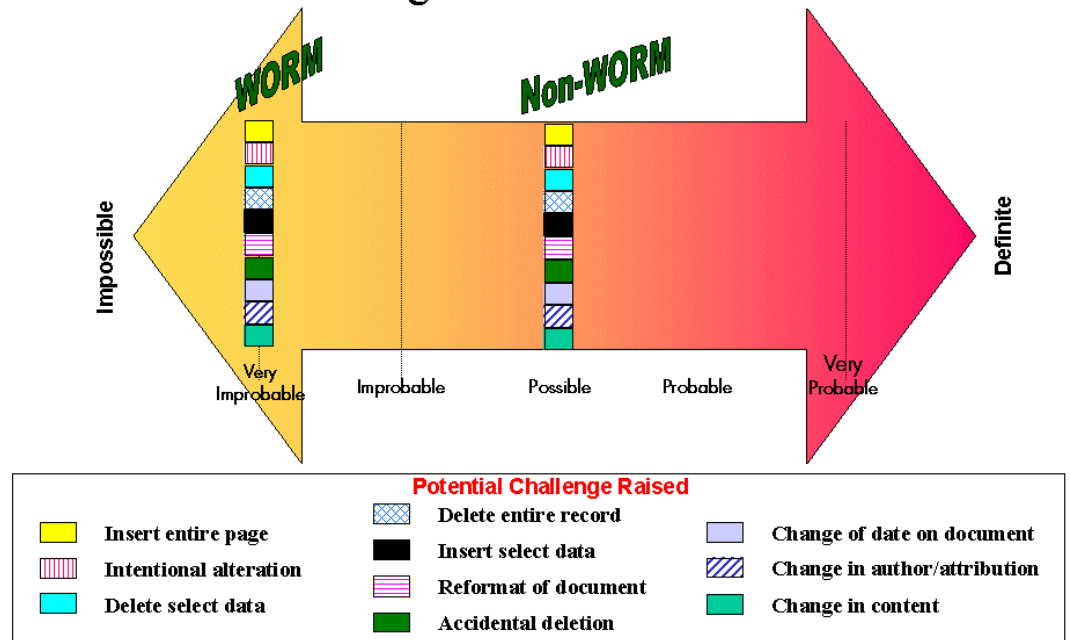 WORM
Non-WORM
Impossible
Definite
Very
Improbable
Improbable
Possible
Probable
Very
Probable
Potential Challenge Raised
Insert entire page
Intentional alteration
Delete select data
Delete entire record
Insert select data
Reformat of document
Accidental deletion
Change of date on document
Change in author/attribution
Change in content